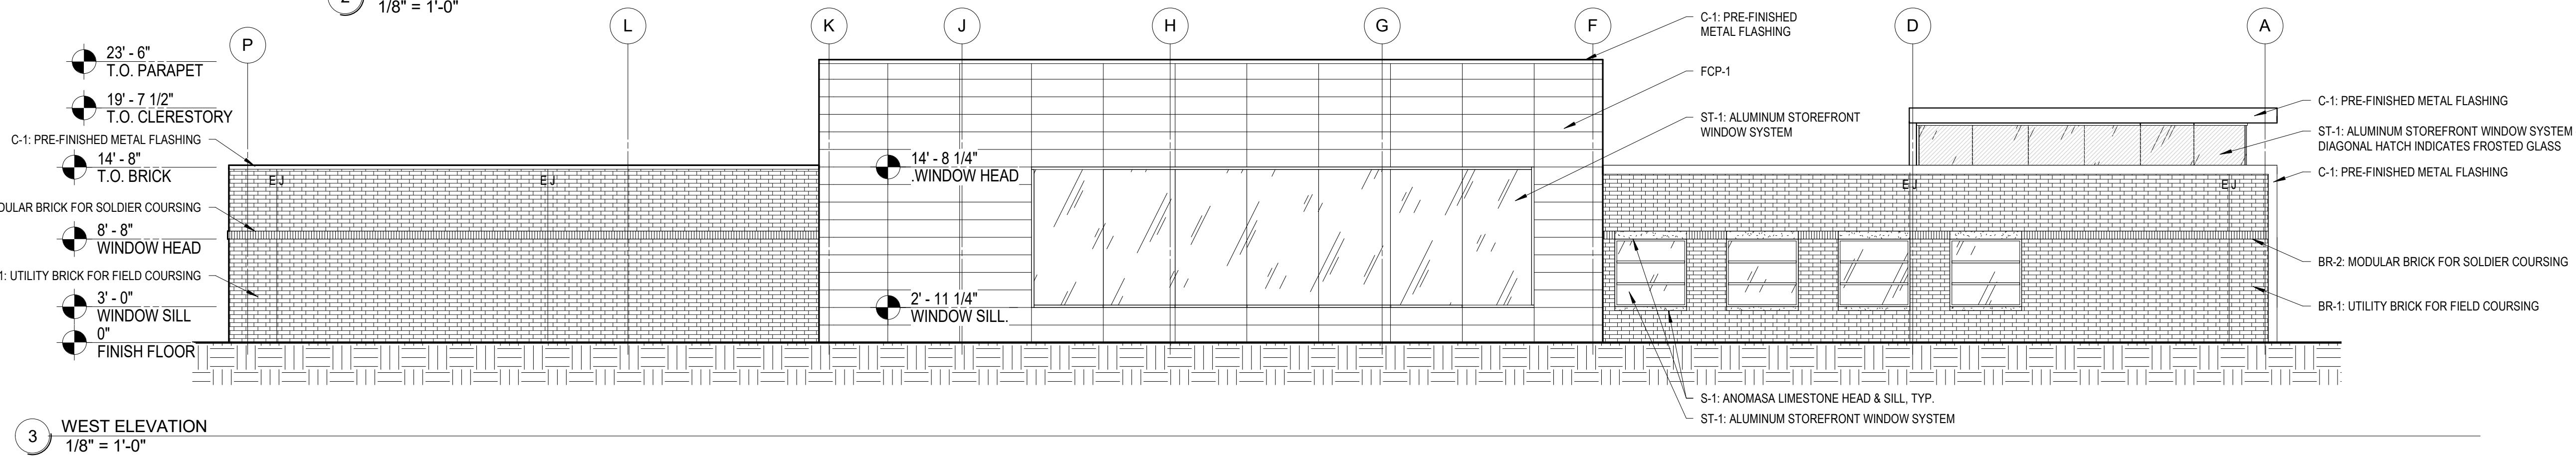 2
1/8" = 1'-0"
P
L
K
J
H
G
F
D
A
23' - 6"
T.O. PARAPET
19' - 7 1/2"
T.O. CLERESTORY
C-1: PRE-FINISHED METAL FLASHING
14' - 8"
T.O. BRICK
MODULAR BRICK FOR SOLDIER COURSING
8' - 8"
WINDOW HEAD
1: UTILITY BRICK FOR FIELD COURSING
3' - 0"
WINDOW SILL
0"
FINISH FLOOR
EJ
EJ
14' - 8 1/4"
.WINDOW HEAD
2' - 11 1/4"
WINDOW SILL.
C-1: PRE-FINISHED
METAL FLASHING
FCP-1
ST-1: ALUMINUM STOREFRONT
WINDOW SYSTEM
EJ
EJ
C-1: PRE-FINISHED METAL FLASHING
ST-1: ALUMINUM STOREFRONT WINDOW SYSTEM
DIAGONAL HATCH INDICATES FROSTED GLASS
C-1: PRE-FINISHED METAL FLASHING
BR-2: MODULAR BRICK FOR SOLDIER COURSING
BR-1: UTILITY BRICK FOR FIELD COURSING
S-1: ANOMASA LIMESTONE HEAD & SILL, TYP.
ST-1: ALUMINUM STOREFRONT WINDOW SYSTEM
3
WEST ELEVATION
1/8" = 1'-0"